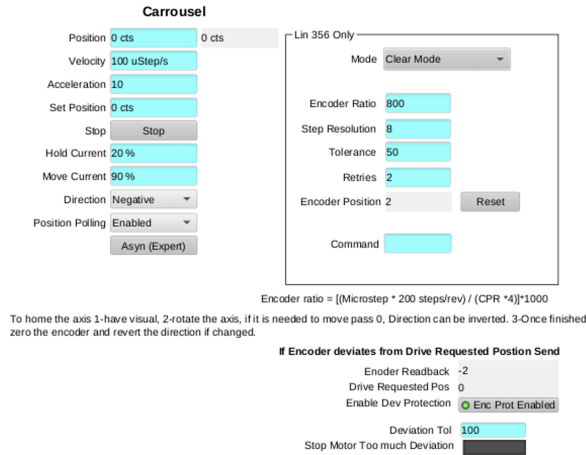 Carrousel
Position 0 cts 0 cts
Velocity 100 uStep/s
Acceleration 10
Set Position 0 cts
Stop Stop
Hold Current 20 %
Move Current 90 %
Direction Negative
Position Polling Enabled
Asyn (Expert)
Lin 356 Only
Mode Clear Mode
Encoder Ratio 800
Step Resolution 8
Tolerance 50
Retries 2
Encoder Position 2 Reset
Command
Encoder ratio = [(Microstep * 200 steps/rev) / (CPR *4)]*1000
To home the axis 1-have visual, 2-rotate the axis, if it is needed to move pass 0, Direction can be inverted. 3-Once finished
zero the encoder and revert the direction if changed.
If Encoder deviates from Drive Requested Postion Send
Enoder Readback -2
Drive Requested Pos 0
Enable Dev Protection Enc Prot Enabled
Deviation Tol 100
Stop Motor Too much Deviation